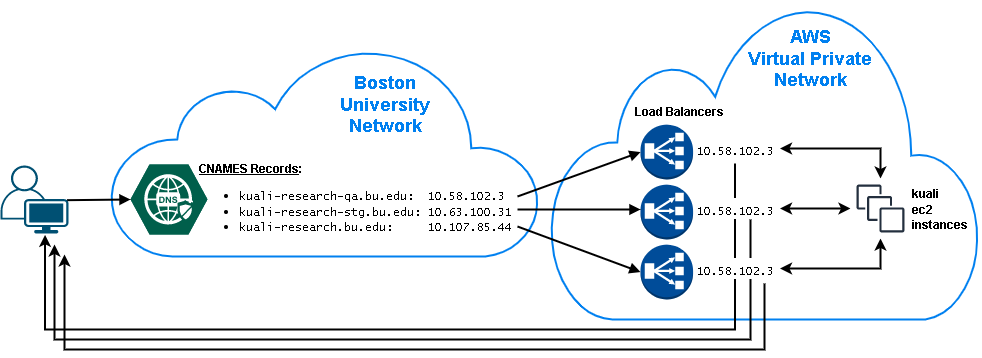 AWS
Virtual Private
Network
Boston
University
Network
Load Balancers
CNAMES Records:
DNS
• kuali-research-qa.bu.edu: 10.58.102.3
• kuali-research-stg.bu.edu: 10.63.100.31
• kuali-research.bu.edu: 10.107.85.44
10.58.102.3
10.58.102.3
10.58.102.3
kuali
ec2
instances